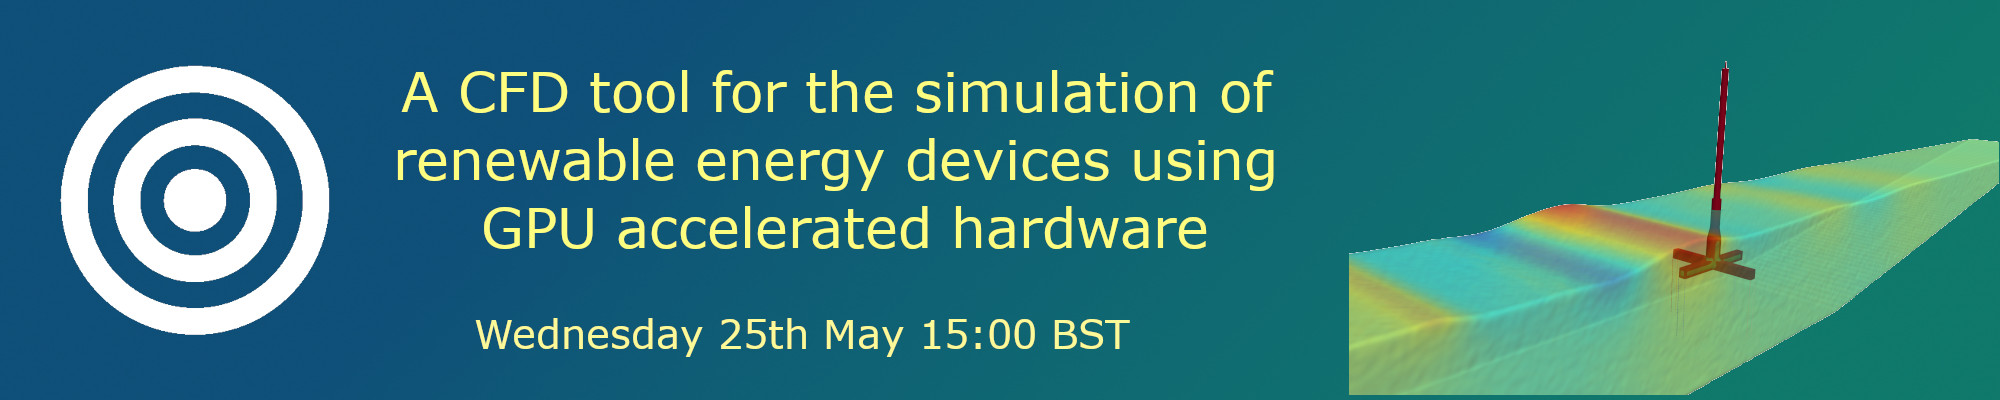 A CFD tool for the simulation of
renewable energy devices using
GPU accelerated hardware
Wednesday 25th May 15:00 BST